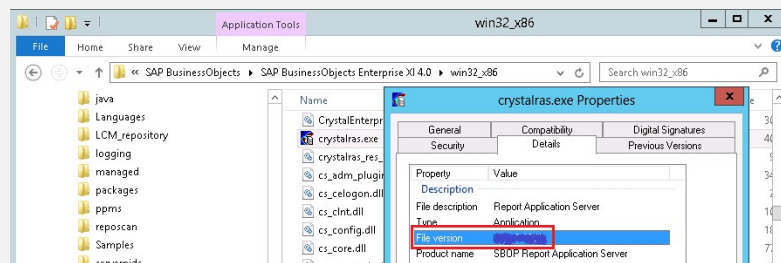 Application Tools
win32_x86
File
Home
Share
View
Manage
« SAP BusinessObjects ▸ SAP BusinessObjects Enterprise XI 4.0 ▸ win32_x86
Search win32_x86
java
Languages
LCM_repository
logging
managed
packages
ppms
reposcan
Samples
Name
CrystalEnterpr
crystalras.exe
crystalras_res_
cs_adm_plugin
cs_celogon.dll
cs_clnt.dll
cs_config.dll
cs_core.dll
crystalras.exe Properties
General
Compatibility
Digital Signatures
Security
Details
Previous Versions
Property
Value
Description
File description
Report Application Server
Type
Application
File version
Product name
SBOP Report Application Server